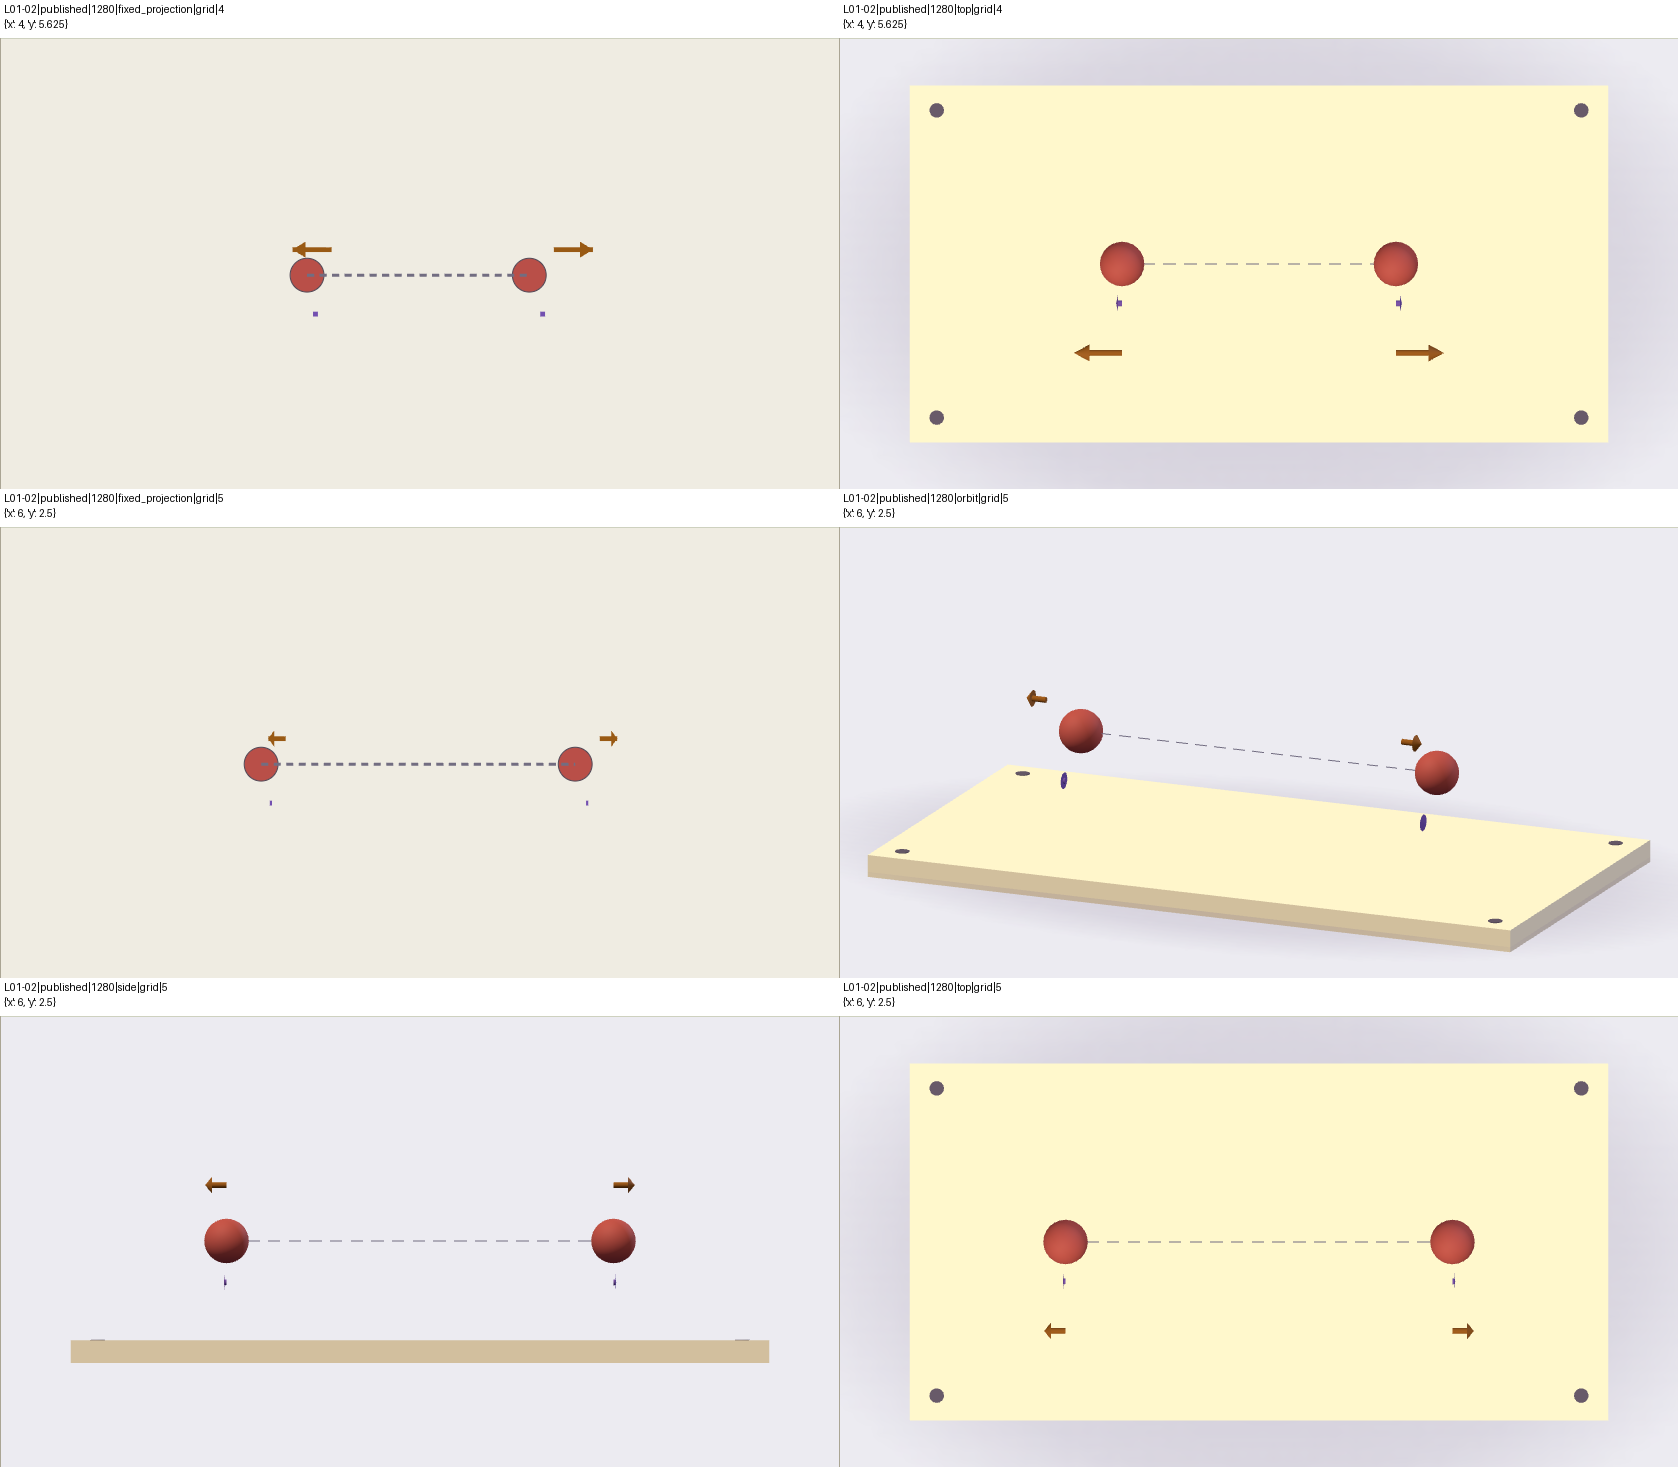 L01-02|published|1280|fixed_projection|grid|4
{'x': 4, 'y': 5.625}
L01-02|published|1280|top|grid|4
{'x': 4, 'y': 5.625}
L01-02|published|1280|fixed_projection|grid|5
{'x': 6, 'y': 2.5}
L01-02|published|1280|orbit|grid|5
{'x': 6, 'y': 2.5}
L01-02|published|1280|side|grid|5
{'x': 6, 'y': 2.5}
L01-02|published|1280|top|grid|5
{'x': 6, 'y': 2.5}